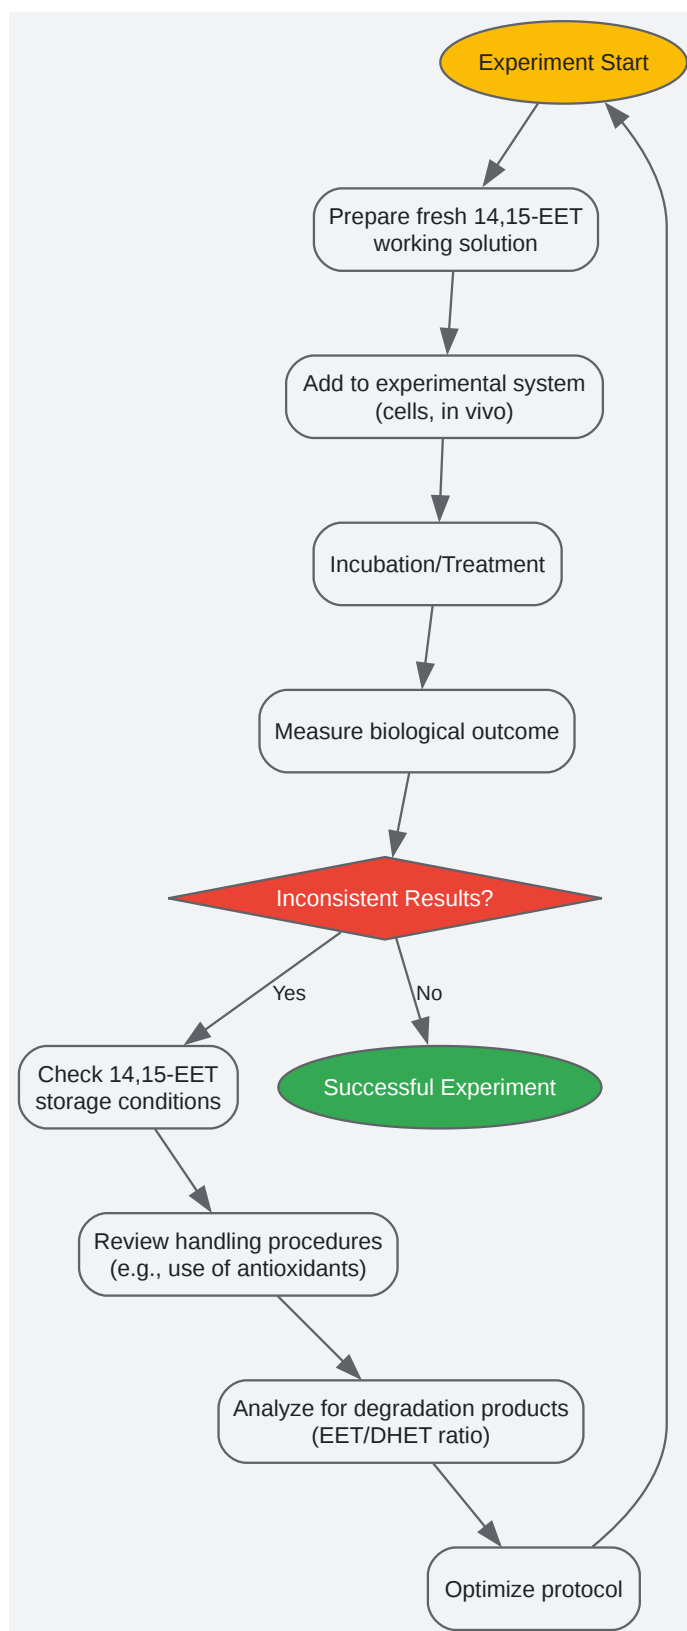 Experiment Start
Prepare fresh 14,15-EET
working solution
Add to experimental system
(cells, in vivo)
Incubation/Treatment
Measure biological outcome
Inconsistent Results?
Yes
No
Check 14,15-EET
storage conditions
Successful Experiment
Review handling procedures
(e.g., use of antioxidants)
Analyze for degradation products
(EET/DHET ratio)
Optimize protocol